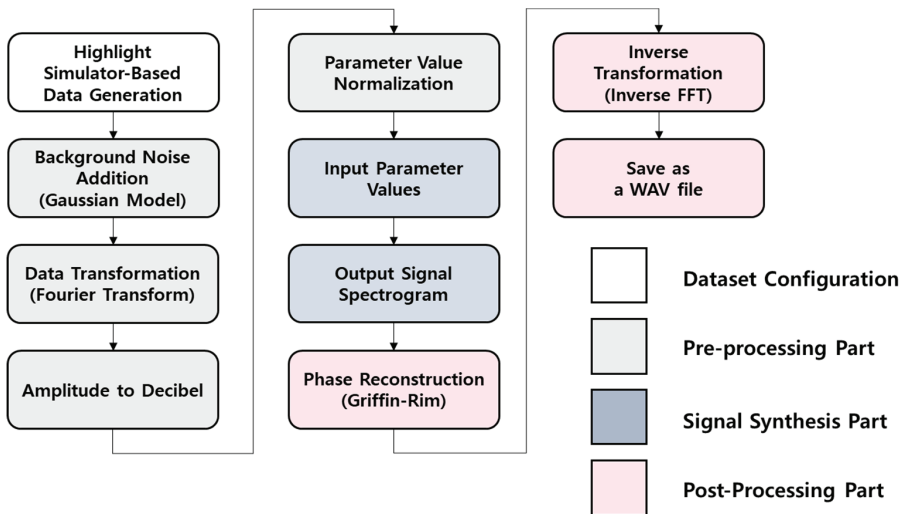 Highlight
Simulator-Based
Data Generation
Background Noise
Addition
(Gaussian Model)
Data Transformation
(Fourier Transform)
Amplitude to Decibel
Parameter Value
Normalization
Input Parameter
Values
Output Signal
Spectrogram
Phase Reconstruction
(Griffin-Rim)
Inverse
Transformation
(Inverse FFT)
Save as
a WAV file
Dataset Configuration
Pre-processing Part
Signal Synthesis Part
Post-Processing Part